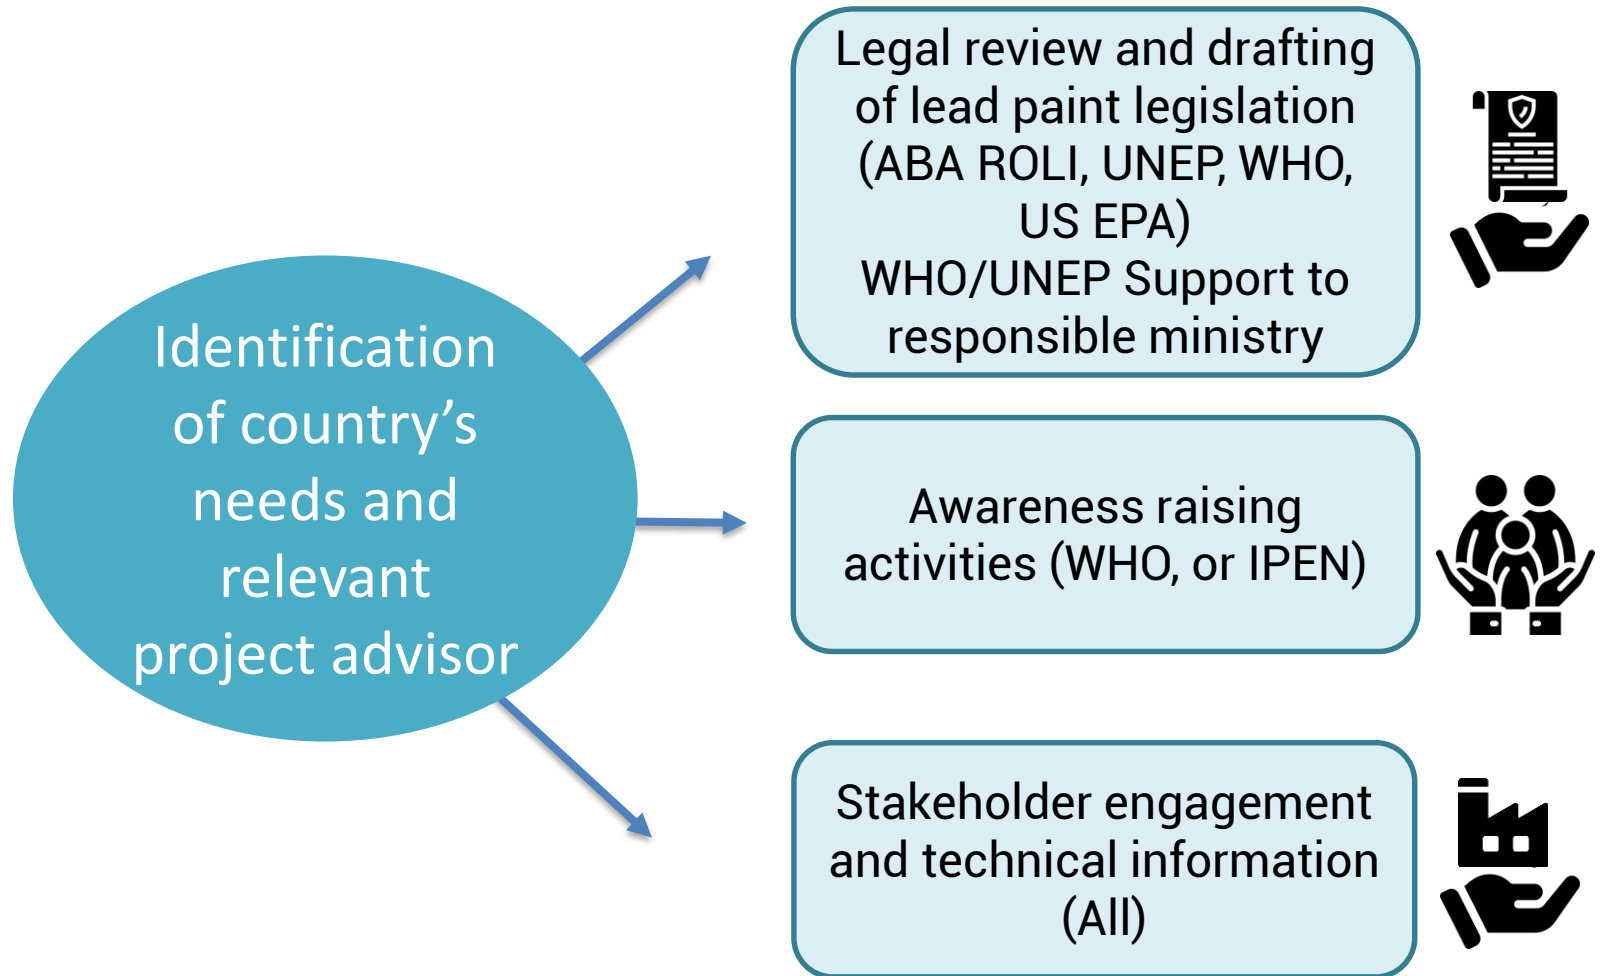 Identification
of country's
needs and
relevant
project advisor
Legal review and drafting
of lead paint legislation
(ABA ROLI, UNEP, WHO,
US EPA)
WHO/UNEP Support to
responsible ministry
Awareness raising
activities (WHO, or IPEN)
Stakeholder engagement
and technical information
(All)